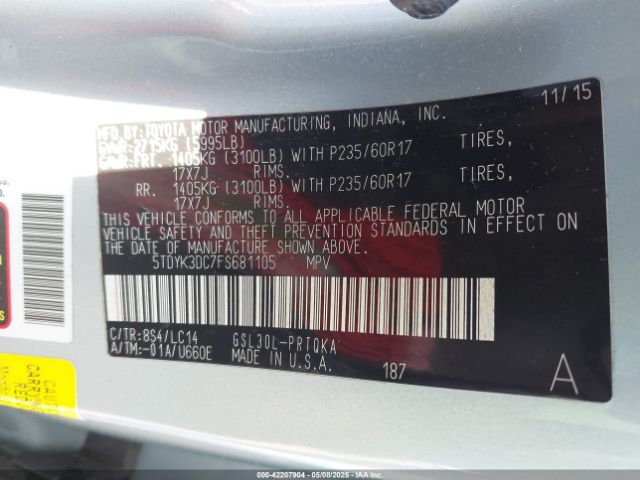 11/15
MFD.BY:TOYOTA MOTOR MANUFACTURING, INDIANA, INC.
GVWR:2715KG (5995LB)
GAWR:FRT. 1405KG (3100LB) WITH P235/60R17 TIRES,
17X7J RIMS.
RR. 1405KG (3100LB) WITH P235/60R17 TIRES,
17X7J RIMS.
THIS VEHICLE CONFORMS TO ALL APPLICABLE FEDERAL MOTOR
VEHICLE SAFETY AND THEFT PREVENTION STANDARDS IN EFFECT
ON THE DATE OF MANUFACTURE SHOWN ABOVE.
5TDYK3DC7FS681105 MPV
C/TR:8S4/LC14 GSL30L-PRTQKA
A/TM:-01A/U660E MADE IN U.S.A.
187
A
000-42207904 - 05/08/2025 - IAAI.COM